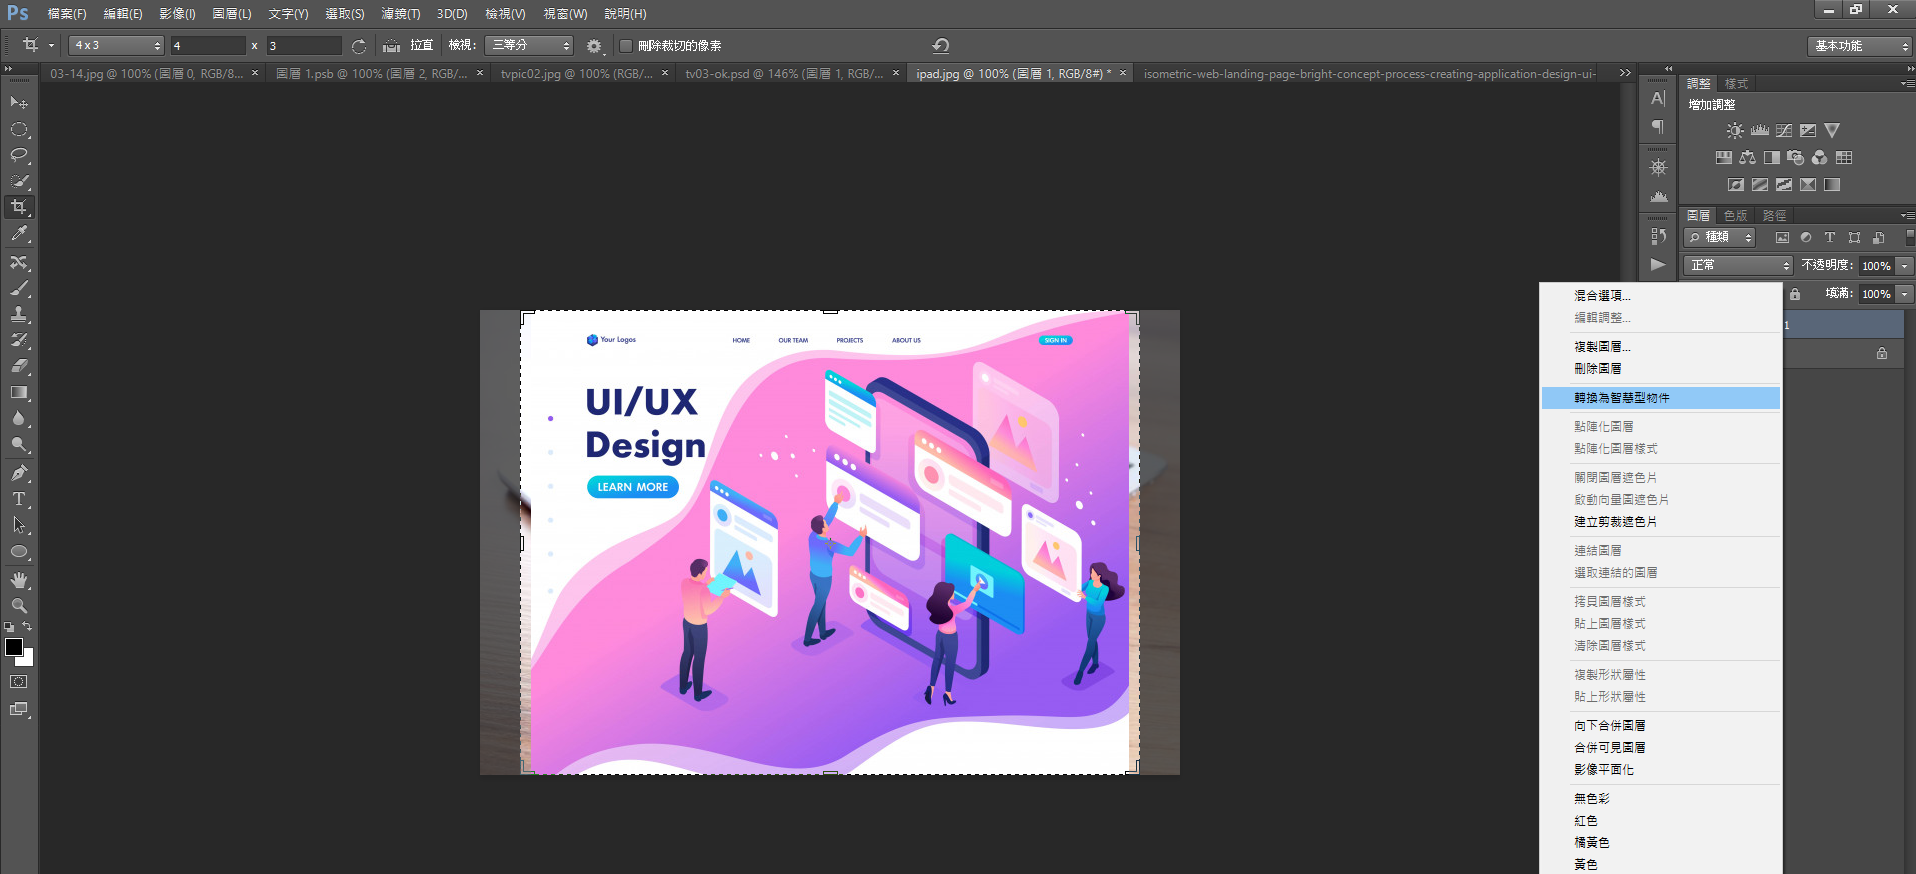 Ps 檔案(F) 編輯(E) 影像(I) 圖層(L) 文字(Y) 選取(S) 濾鏡(T) 3D(D) 檢視(V) 視窗(W) 說明(H)
4 x 3 4 x 3 拉直 檢視: 三等分 刪除裁切的像素 基本功能
03-14.jpg @ 100% (圖層 0, RGB/8... × 圖層 1.psb @ 100% (圖層 2, RGB/... × tvpic02.jpg @ 100% (RGB/... × tv03-ok.psd @ 146% (圖層 1, RGB/... × ipad.jpg @ 100% (圖層 1, RGB/8#) * × isometric-web-landing-page-bright-concept-process-creating-application-design-ui-
調整 樣式
增加調整
圖層 色版 路徑
種類
正常 不透明度: 100%
填滿: 100%
1
Your Logos HOME OUR TEAM PROJECTS ABOUT US SIGN IN
UI/UX
Design
LEARN MORE
混合選項...
編輯調整...
複製圖層...
刪除圖層
轉換為智慧型物件
點陣化圖層
點陣化圖層樣式
關閉圖層遮色片
啟動向量圖遮色片
建立剪裁遮色片
連結圖層
選取連結的圖層
拷貝圖層樣式
貼上圖層樣式
清除圖層樣式
複製形狀屬性
貼上形狀屬性
向下合併圖層
合併可見圖層
影像平面化
無色彩
紅色
橘黃色
黃色